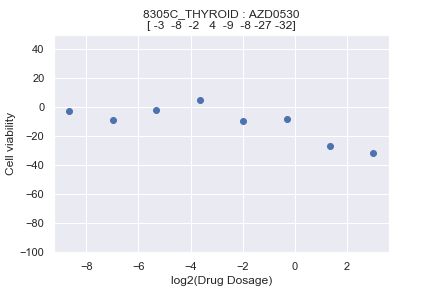 8305C_THYROID : AZD0530
[ -3 -8 -2 4 -9 -8 -27 -32]
40
20
0
−20
−40
−60
−80
−100
Cell viability
−8 −6 −4 −2 0 2
log2(Drug Dosage)